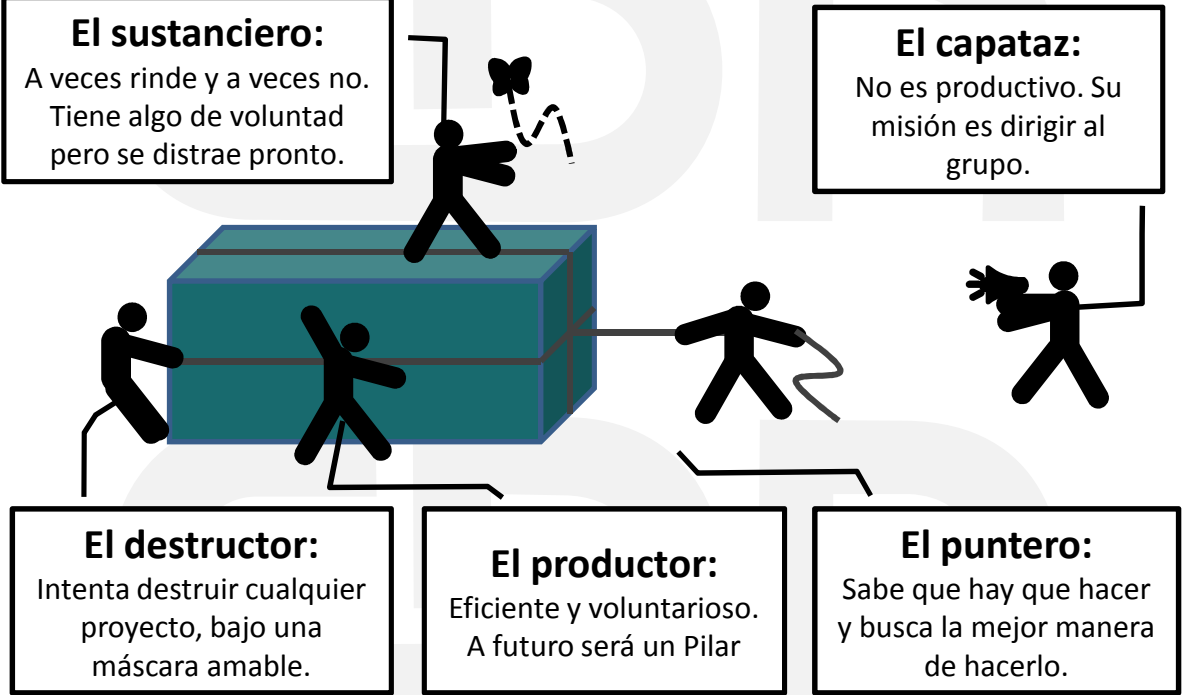 El sustanciero:
A veces rinde y a veces no.
Tiene algo de voluntad
pero se distrae pronto.
El capataz:
No es productivo. Su
misión es dirigir al
grupo.
El destructor:
Intenta destruir cualquier
proyecto, bajo una
máscara amable.
El productor:
Eficiente y voluntarioso.
A futuro será un Pilar
El puntero:
Sabe que hay que hacer
y busca la mejor manera
de hacerlo.